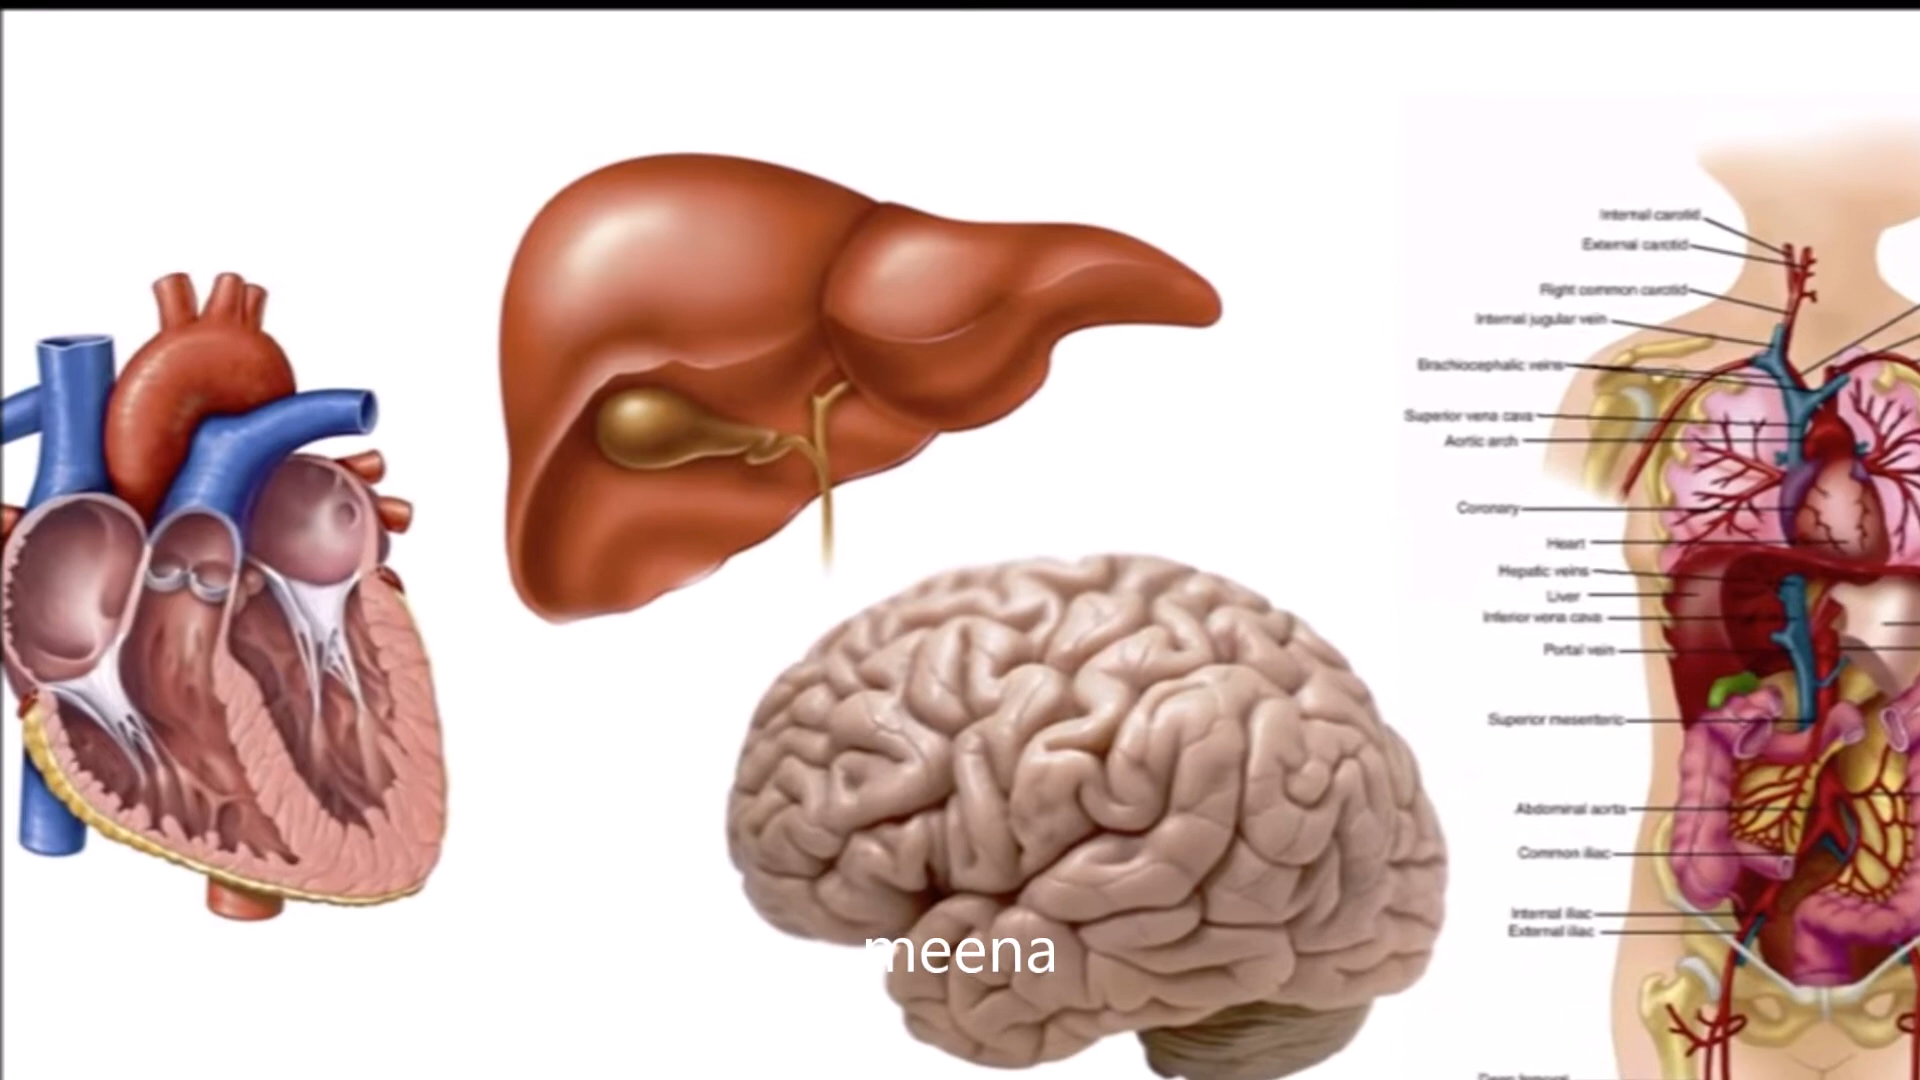 Internal carotid
External carotid
Right common carotid
Internal jugular vein
Brachiocephalic veins
Superior vena cava
Aortic arch
Coronary
Heart
Hepatic veins
Liver
Inferior vena cava
Portal vein
Superior mesenteric
Abdominal aorta
Common iliac
meena
Internal iliac
External iliac